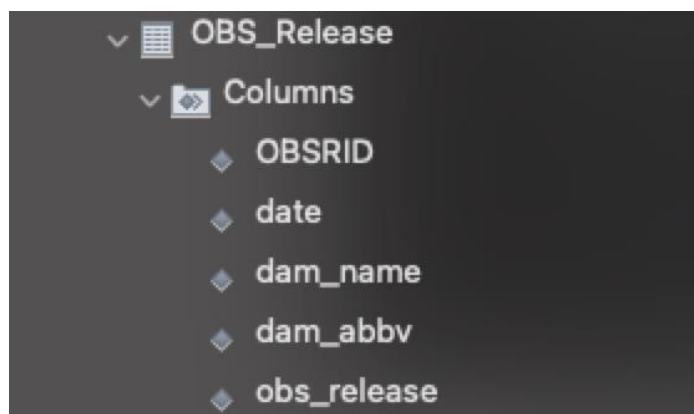 OBS_Release
Columns
OBSRID
date
dam_name
dam_abbv
obs_release